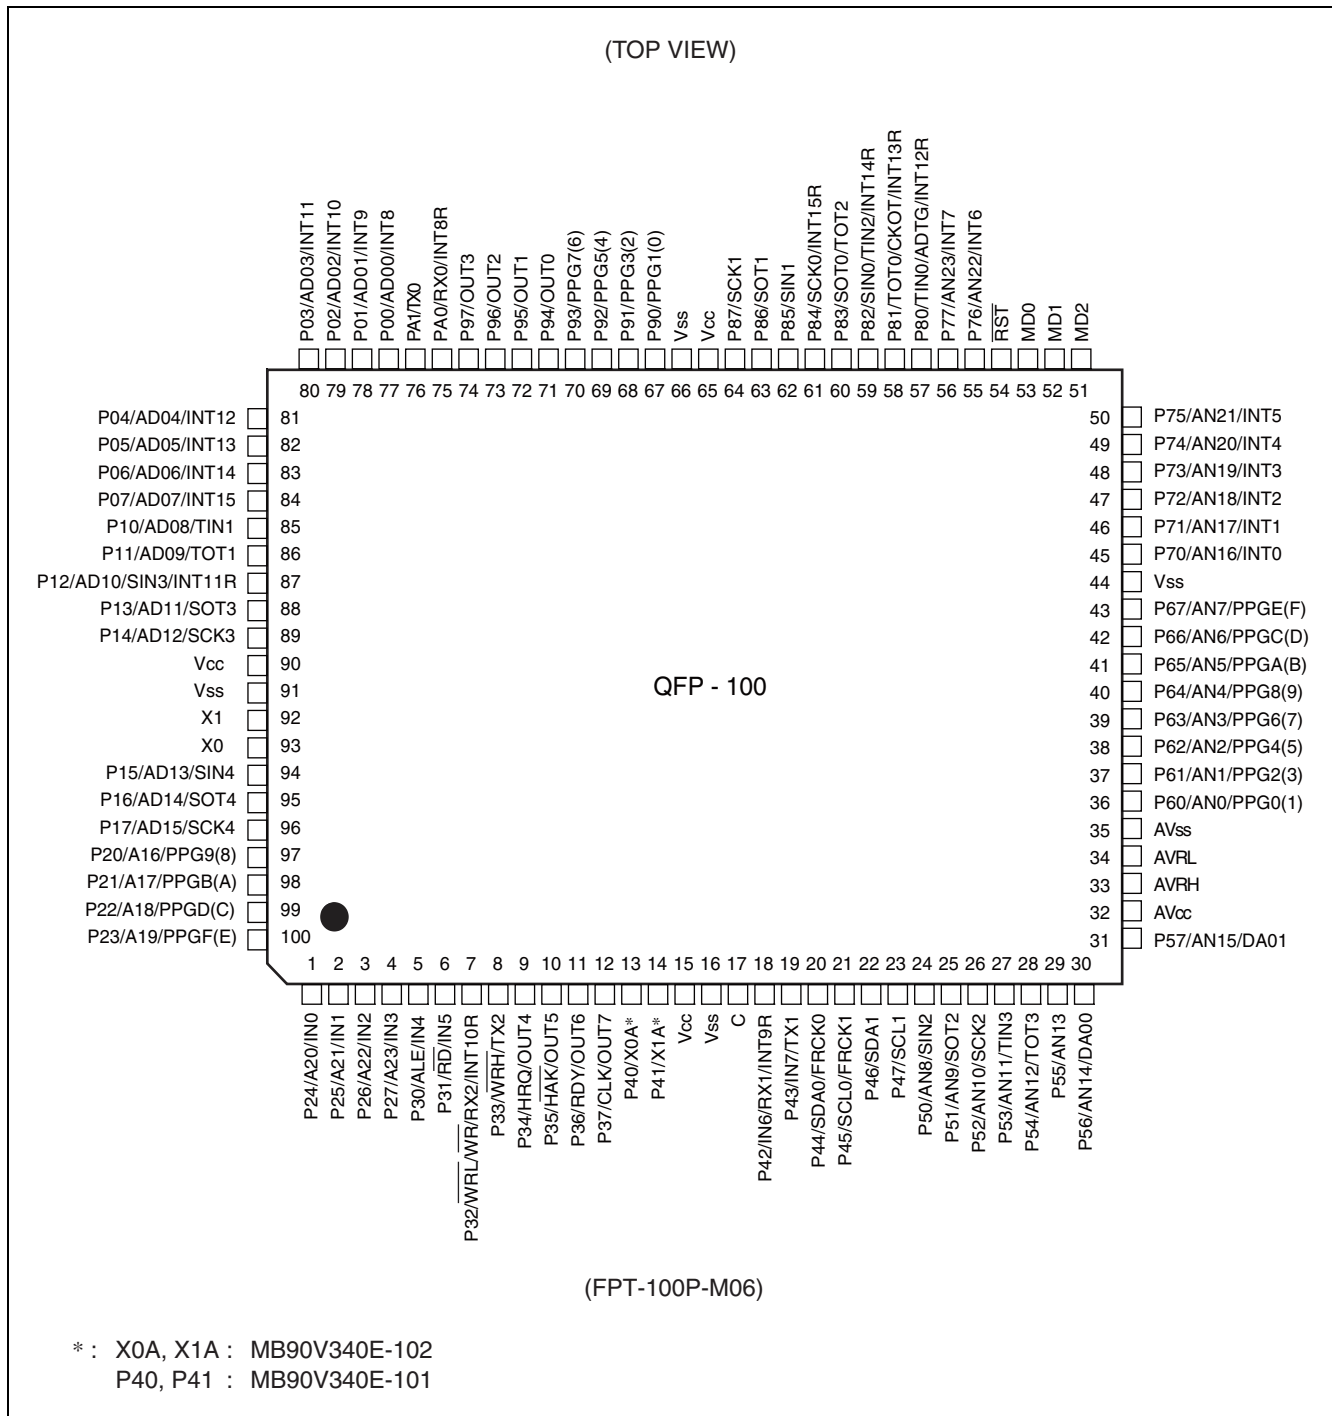 (TOP VIEW)
P03/AD03/INT11
P02/AD02/INT10
P01/AD01/INT9
P00/AD00/INT8
PA1/TX0
PA0/RX0/INT8R
P97/OUT3
P96/OUT2
P95/OUT1
P94/OUT0
P93/PPG7(6)
P92/PPG5(4)
P91/PPG3(2)
P90/PPG1(0)
Vss
Vcc
P87/SCK1
P86/SOT1
P85/SIN1
P84/SCK0/INT15R
P83/SOT0/TOT2
P82/SIN0/TIN2/INT14R
P81/TOT0/CKOT/INT13R
P80/TIN0/ADTG/INT12R
P77/AN23/INT7
P76/AN22/INT6
RST
MD0
MD1
MD2
80 79 78 77 76 75 74 73 72 71 70 69 68 67 66 65 64 63 62 61 60 59 58 57 56 55 54 53 52 51
P04/AD04/INT12 81
P05/AD05/INT13 82
P06/AD06/INT14 83
P07/AD07/INT15 84
P10/AD08/TIN1 85
P11/AD09/TOT1 86
P12/AD10/SIN3/INT11R 87
P13/AD11/SOT3 88
P14/AD12/SCK3 89
Vcc 90
Vss 91
X1 92
X0 93
P15/AD13/SIN4 94
P16/AD14/SOT4 95
P17/AD15/SCK4 96
P20/A16/PPG9(8) 97
P21/A17/PPGB(A) 98
P22/A18/PPGD(C) 99
P23/A19/PPGF(E) 100
QFP - 100
50 P75/AN21/INT5
49 P74/AN20/INT4
48 P73/AN19/INT3
47 P72/AN18/INT2
46 P71/AN17/INT1
45 P70/AN16/INT0
44 Vss
43 P67/AN7/PPGE(F)
42 P66/AN6/PPGC(D)
41 P65/AN5/PPGA(B)
40 P64/AN4/PPG8(9)
39 P63/AN3/PPG6(7)
38 P62/AN2/PPG4(5)
37 P61/AN1/PPG2(3)
36 P60/AN0/PPG0(1)
35 AVss
34 AVRL
33 AVRH
32 AVcc
31 P57/AN15/DA01
1 2 3 4 5 6 7 8 9 10 11 12 13 14 15 16 17 18 19 20 21 22 23 24 25 26 27 28 29 30
P24/A20/IN0
P25/A21/IN1
P26/A22/IN2
P27/A23/IN3
P30/ALE/IN4
P31/RD/IN5
P32/WRL/WR/RX2/INT10R
P33/WRH/TX2
P34/HRQ/OUT4
P35/HAK/OUT5
P36/RDY/OUT6
P37/CLK/OUT7
P40/X0A*
P41/X1A*
Vcc
Vss
C
P42/IN6/RX1/INT9R
P43/IN7/TX1
P44/SDA0/FRCK0
P45/SCL0/FRCK1
P46/SDA1
P47/SCL1
P50/AN8/SIN2
P51/AN9/SOT2
P52/AN10/SCK2
P53/AN11/TIN3
P54/AN12/TOT3
P55/AN13
P56/AN14/DA00
(FPT-100P-M06)
* : X0A, X1A : MB90V340E-102
P40, P41 : MB90V340E-101